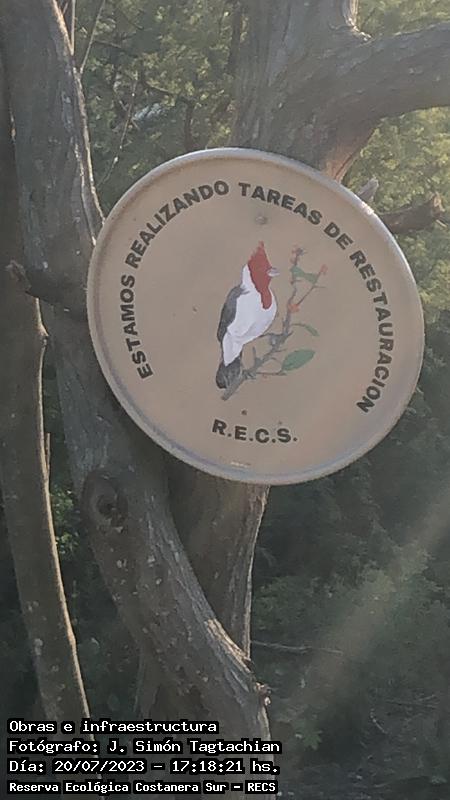 ESTAMOS REALIZANDO TAREAS DE RESTAURACION
R.E.C.S.
Obras e infraestructura
Fotógrafo: J. Simón Tagtachian
Día: 20/07/2023 – 17:18:21 hs.
Reserva Ecológica Costanera Sur – RECS